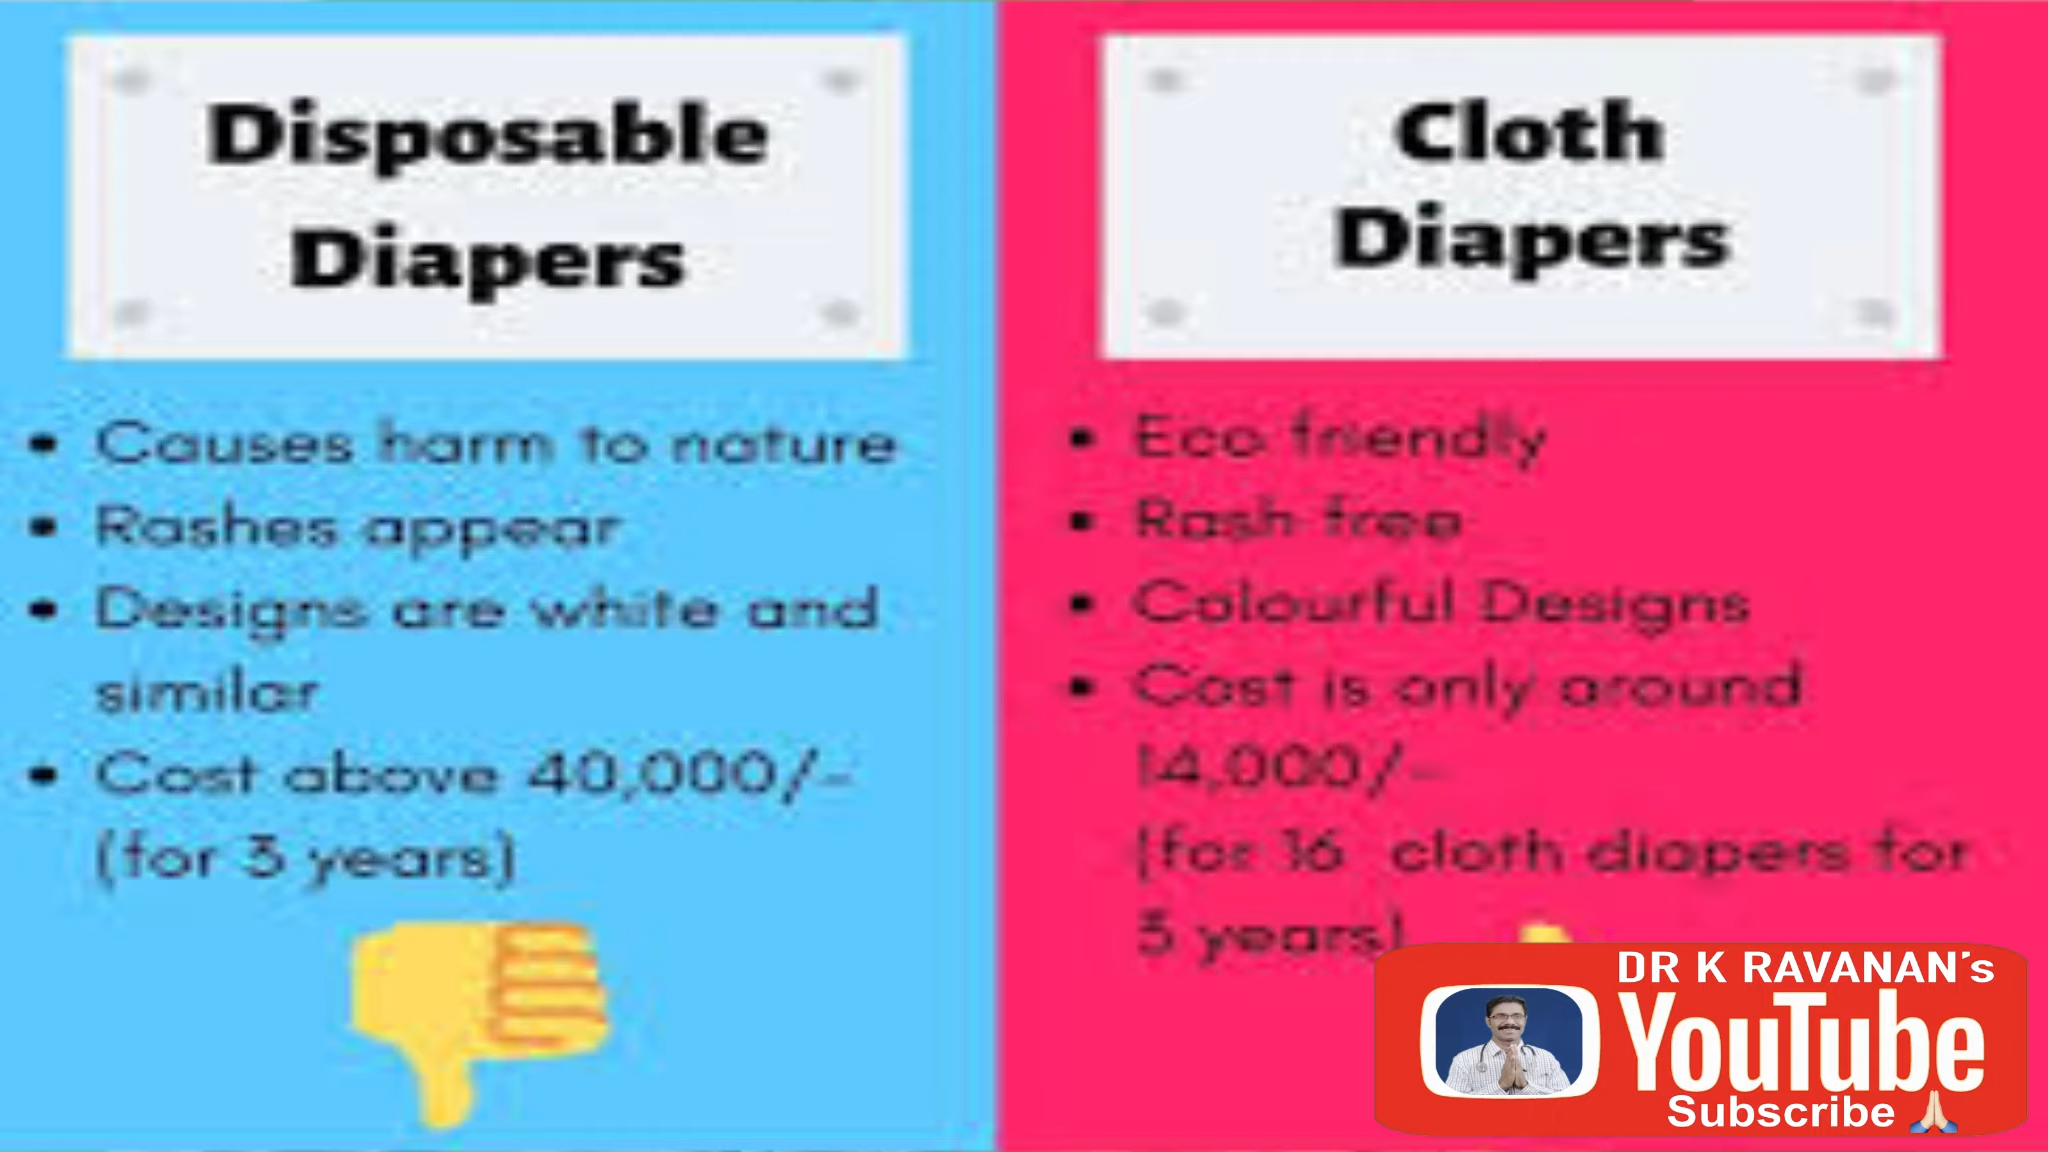 Disposable
Diapers
• Causes harm to nature
• Rashes appear
• Designs are white and
similar
• Cost above 40,000/-
(for 3 years)
Cloth
Diapers
• Eco friendly
• Rash free
• Colourful Designs
• Cost is only around
14,000/-
(for 16 cloth diapers for
3 years)
DR K RAVANAN's
YouTube
Subscribe